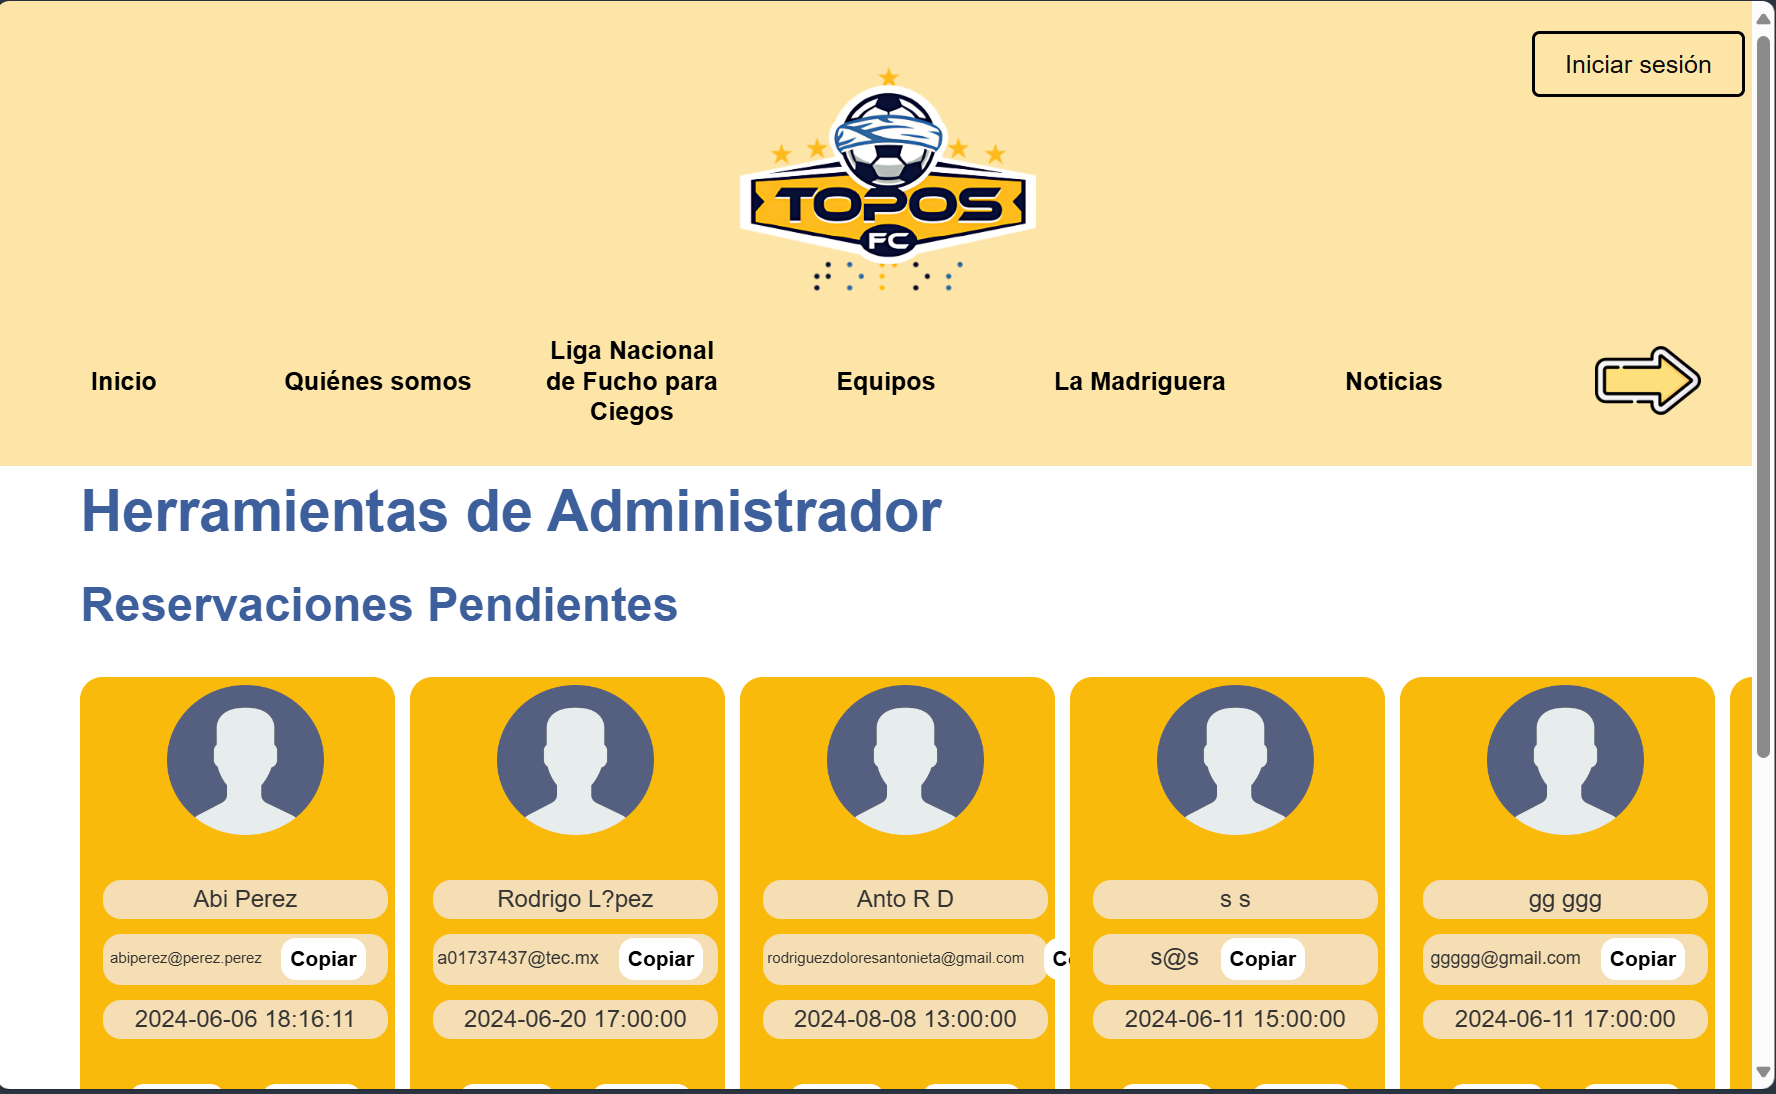 Iniciar sesión
TOPOS
FC
Inicio
Quiénes somos
Liga Nacional
de Fucho para
Ciegos
Equipos
La Madriguera
Noticias
Herramientas de Administrador
Reservaciones Pendientes
Abi Perez
abiperez@perez.perez Copiar
2024-06-06 18:16:11
Rodrigo L?pez
a01737437@tec.mx Copiar
2024-06-20 17:00:00
Anto R D
rodriguezdoloresantonieta@gmail.com
2024-08-08 13:00:00
s s
s@s Copiar
2024-06-11 15:00:00
gg ggg
ggggg@gmail.com Copiar
2024-06-11 17:00:00